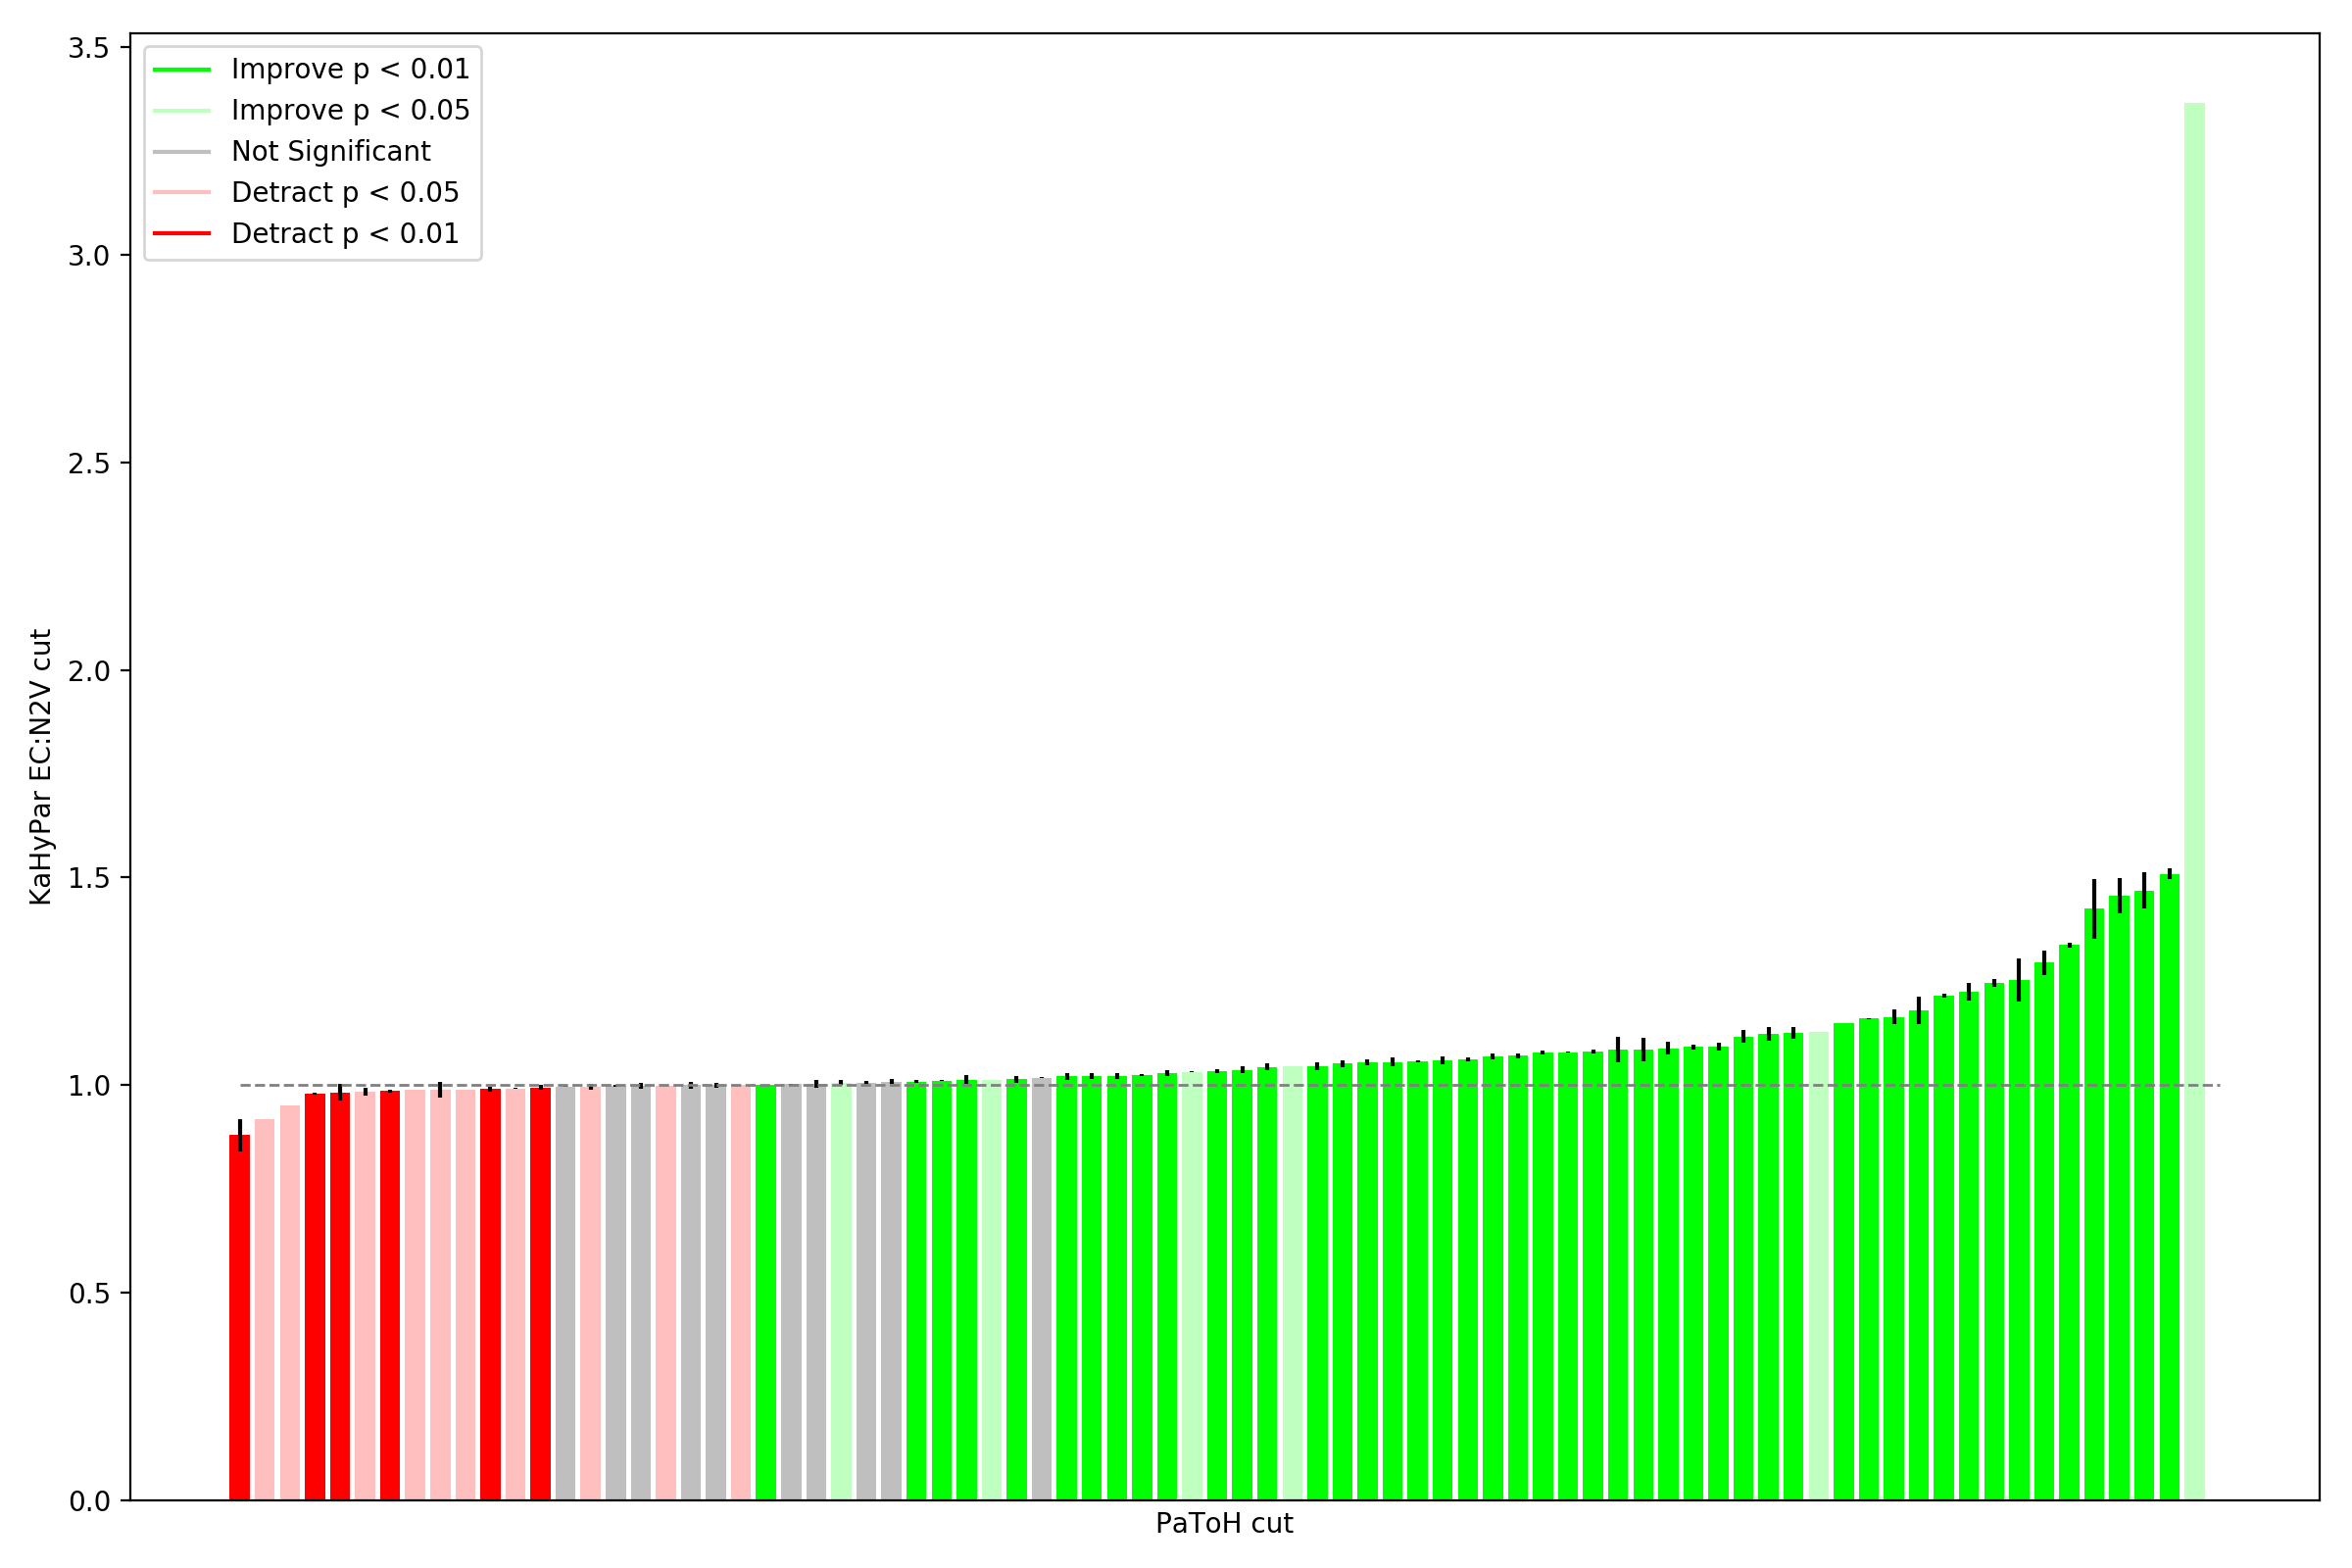 3.5
3.0
2.5
2.0
1.5
1.0
0.5
0.0
KaHyPar EC:N2V cut
PaToH cut
Improve p < 0.01
Improve p < 0.05
Not Significant
Detract p < 0.05
Detract p < 0.01